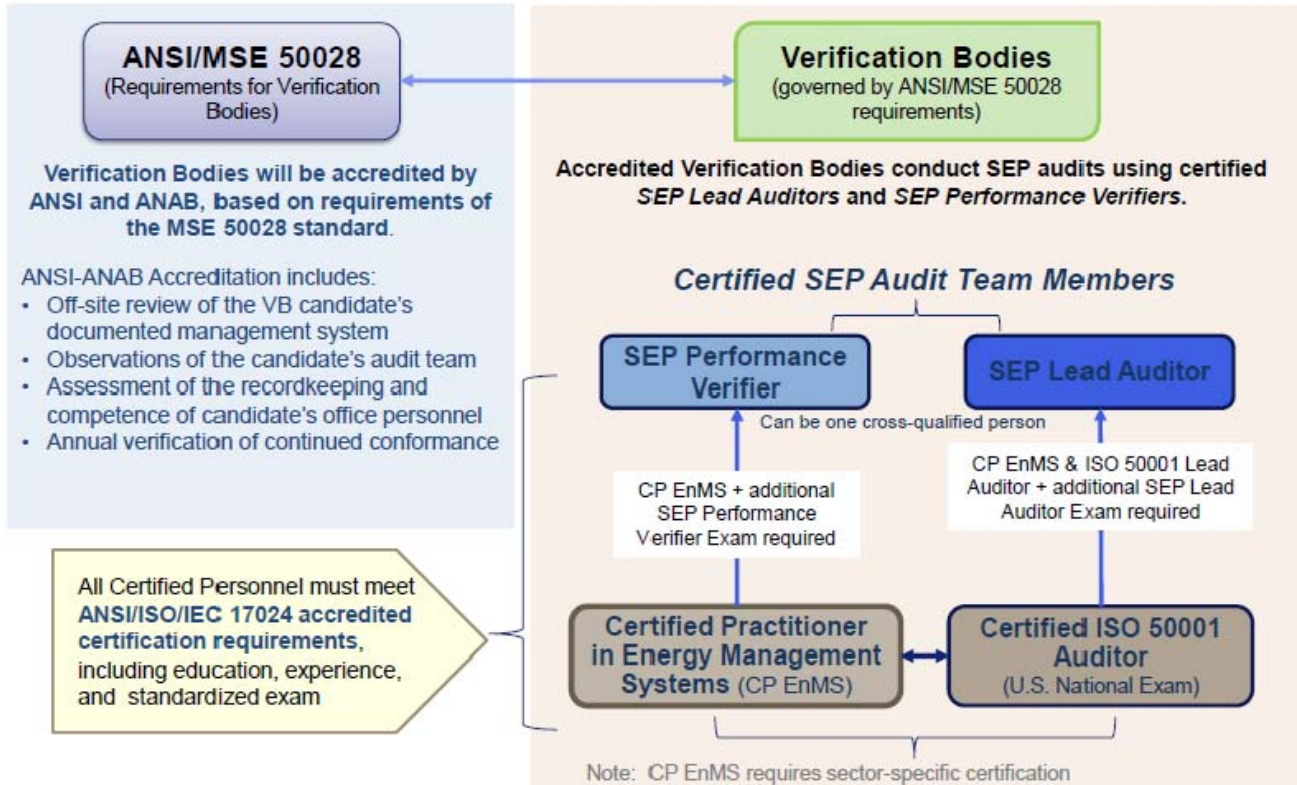 ANSI/MSE 50028
(Requirements for Verification
Bodies)
Verification Bodies will be accredited by
ANSI and ANAB, based on requirements of
the MSE 50028 standard.
ANSI-ANAB Accreditation includes:
• Off-site review of the VB candidate's
documented management system
• Observations of the candidate's audit team
• Assessment of the recordkeeping and
competence of candidate's office personnel
• Annual verification of continued conformance
Verification Bodies
(governed by ANSI/MSE 50028
requirements)
Accredited Verification Bodies conduct SEP audits using certified
SEP Lead Auditors and SEP Performance Verifiers.
Certified SEP Audit Team Members
SEP Performance
Verifier
SEP Lead Auditor
Can be one cross-qualified person
CP EnMS + additional
SEP Performance
Verifier Exam required
CP EnMS & ISO 50001 Lead
Auditor + additional SEP Lead
Auditor Exam required
All Certified Personnel must meet
ANSI/ISO/IEC 17024 accredited
certification requirements,
including education, experience,
and standardized exam
Certified Practitioner
in Energy Management
Systems (CP EnMS)
Certified ISO 50001
Auditor
(U.S. National Exam)
Note: CP EnMS requires sector-specific certification